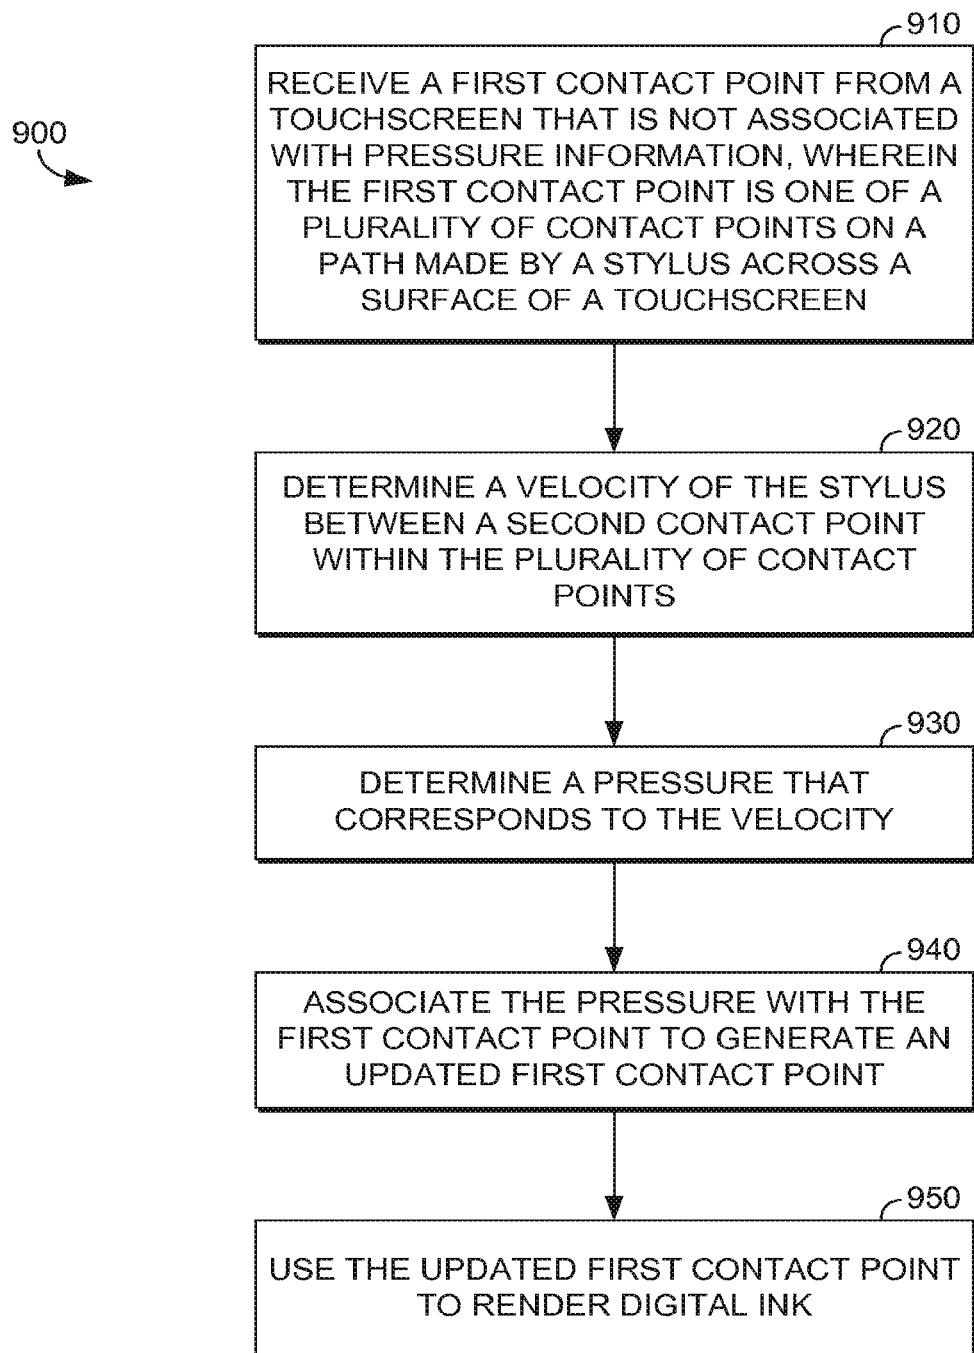 900
910
RECEIVE A FIRST CONTACT POINT FROM A
TOUCHSCREEN THAT IS NOT ASSOCIATED
WITH PRESSURE INFORMATION, WHEREIN
THE FIRST CONTACT POINT IS ONE OF A
PLURALITY OF CONTACT POINTS ON A
PATH MADE BY A STYLUS ACROSS A
SURFACE OF A TOUCHSCREEN
920
DETERMINE A VELOCITY OF THE STYLUS
BETWEEN A SECOND CONTACT POINT
WITHIN THE PLURALITY OF CONTACT
POINTS
930
DETERMINE A PRESSURE THAT
CORRESPONDS TO THE VELOCITY
940
ASSOCIATE THE PRESSURE WITH THE
FIRST CONTACT POINT TO GENERATE AN
UPDATED FIRST CONTACT POINT
950
USE THE UPDATED FIRST CONTACT POINT
TO RENDER DIGITAL INK